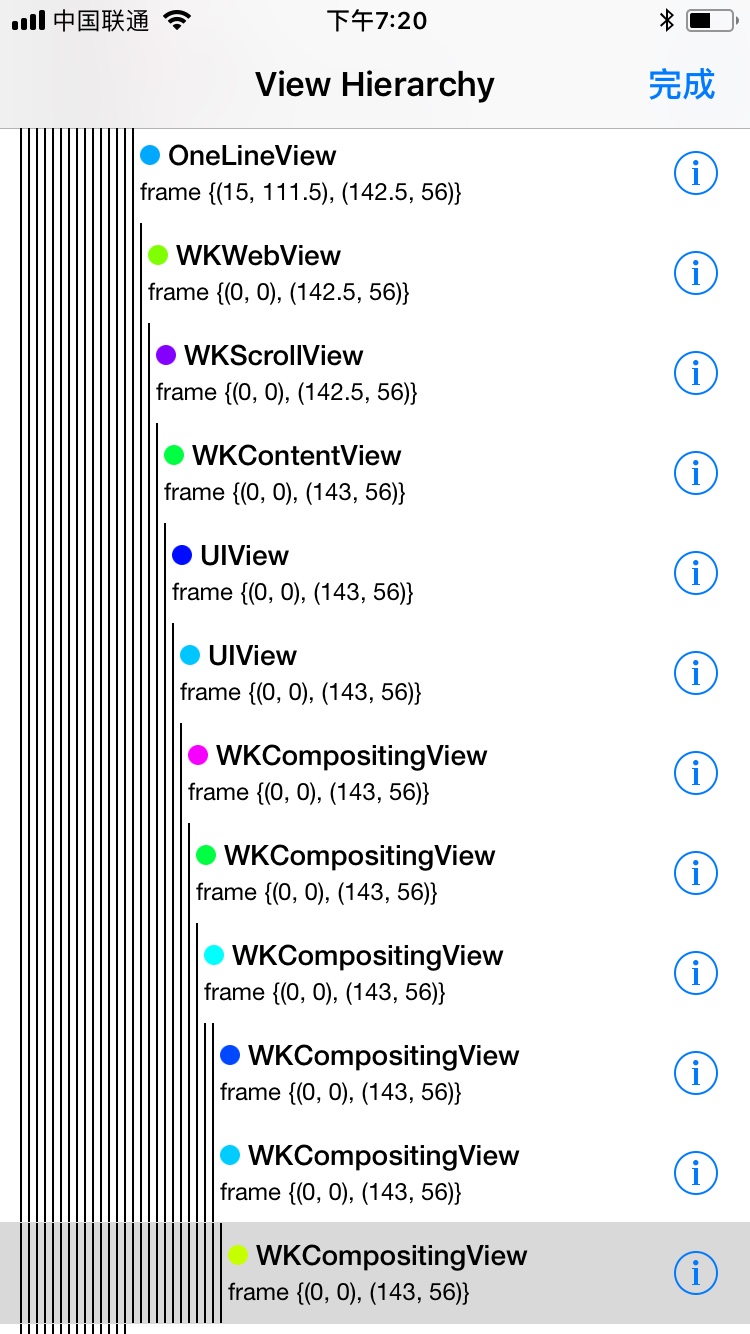 中国联通
下午7:20
View Hierarchy
完成
OneLineView
frame {(15, 111.5), (142.5, 56)}
WKWebView
frame {(0, 0), (142.5, 56)}
WKScrollView
frame {(0, 0), (142.5, 56)}
WKContentView
frame {(0, 0), (143, 56)}
UIView
frame {(0, 0), (143, 56)}
UIView
frame {(0, 0), (143, 56)}
WKCompositingView
frame {(0, 0), (143, 56)}
WKCompositingView
frame {(0, 0), (143, 56)}
WKCompositingView
frame {(0, 0), (143, 56)}
WKCompositingView
frame {(0, 0), (143, 56)}
WKCompositingView
frame {(0, 0), (143, 56)}
WKCompositingView
frame {(0, 0), (143, 56)}